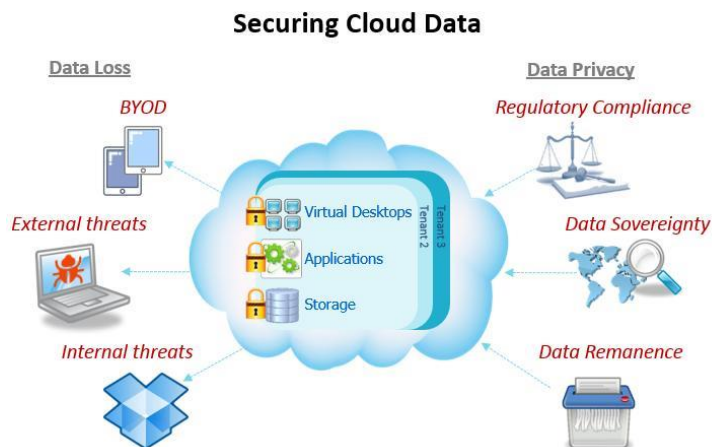 Securing Cloud Data
Data Loss
Data Privacy
BYOD
Regulatory Compliance
External threats
Data Sovereignty
Internal threats
Data Remanence
Virtual Desktops
Applications
Storage
Tenant 2
Tenant 3